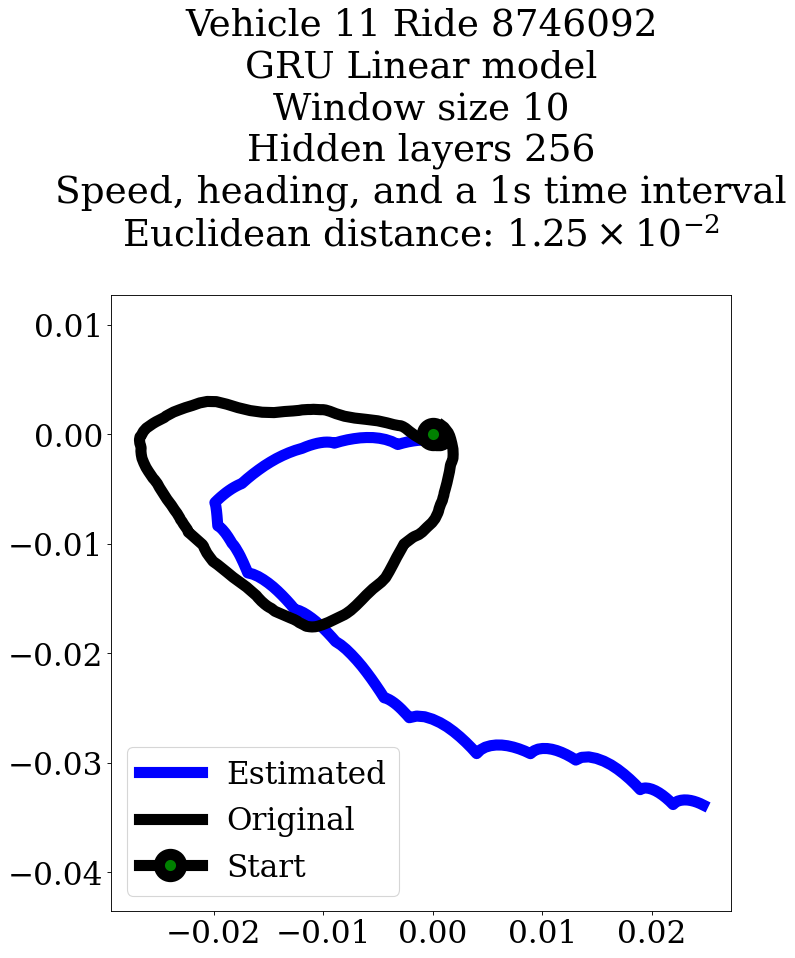 Vehicle 11 Ride 8746092
GRU Linear model
Window size 10
Hidden layers 256
Speed, heading, and a 1s time interval
Euclidean distance: 1.25 × 10⁻²
0.01
0.00
−0.01
−0.02
−0.03
−0.04
Estimated
Original
Start
−0.02 −0.01 0.00 0.01 0.02